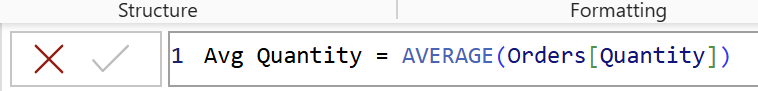 Structure Formatting
1 Avg Quantity = AVERAGE(Orders[Quantity])